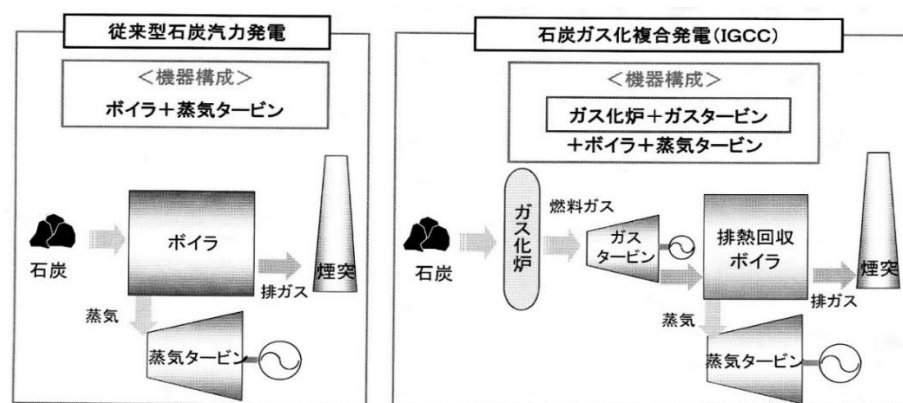 従来型石炭汽力発電
＜機器構成＞
ボイラ＋蒸気タービン
石炭
ボイラ
排ガス
煙突
蒸気
蒸気タービン
石炭ガス化複合発電(IGCC)
＜機器構成＞
ガス化炉＋ガスタービン
＋ボイラ＋蒸気タービン
石炭
ガス化炉
燃料ガス
ガス
タービン
排熱回収
ボイラ
排ガス
煙突
蒸気
蒸気タービン